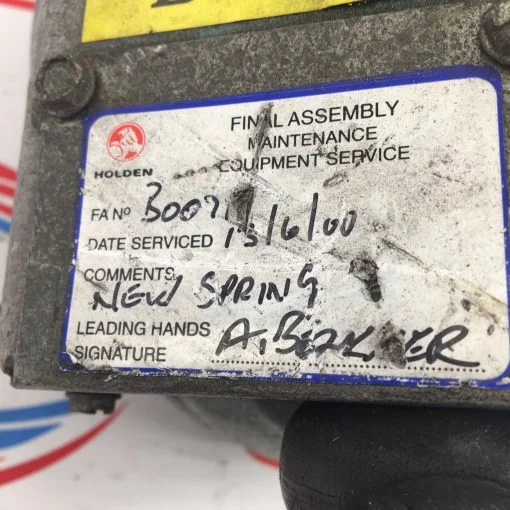 FINAL ASSEMBLY
MAINTENANCE
EQUIPMENT SERVICE
HOLDEN
FA Nº
DATE SERVICED 13/6/00
COMMENTS
NEW SPRING
LEADING HANDS
SIGNATURE